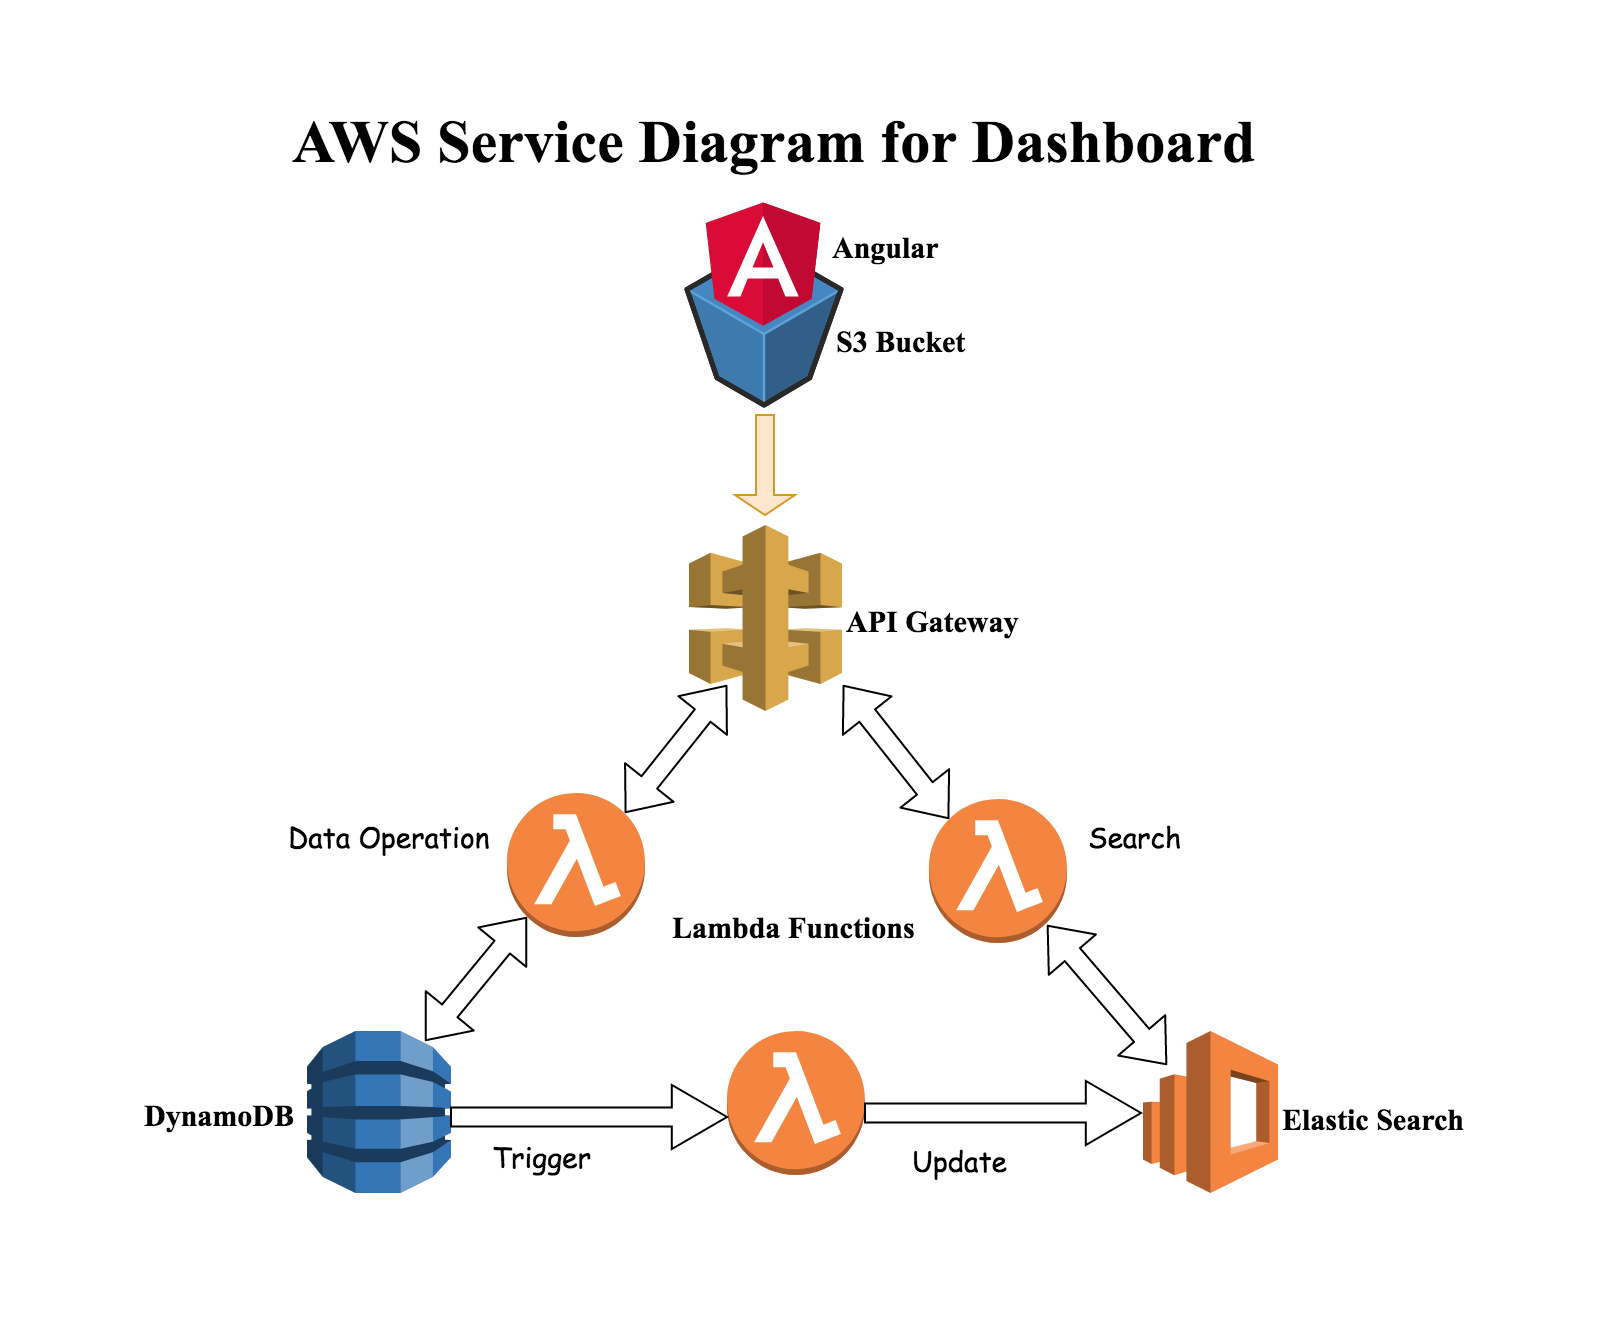 AWS Service Diagram for Dashboard
A
Angular
S3 Bucket
API Gateway
Data Operation
Search
λ
λ
Lambda Functions
DynamoDB
λ
Elastic Search
Trigger
Update